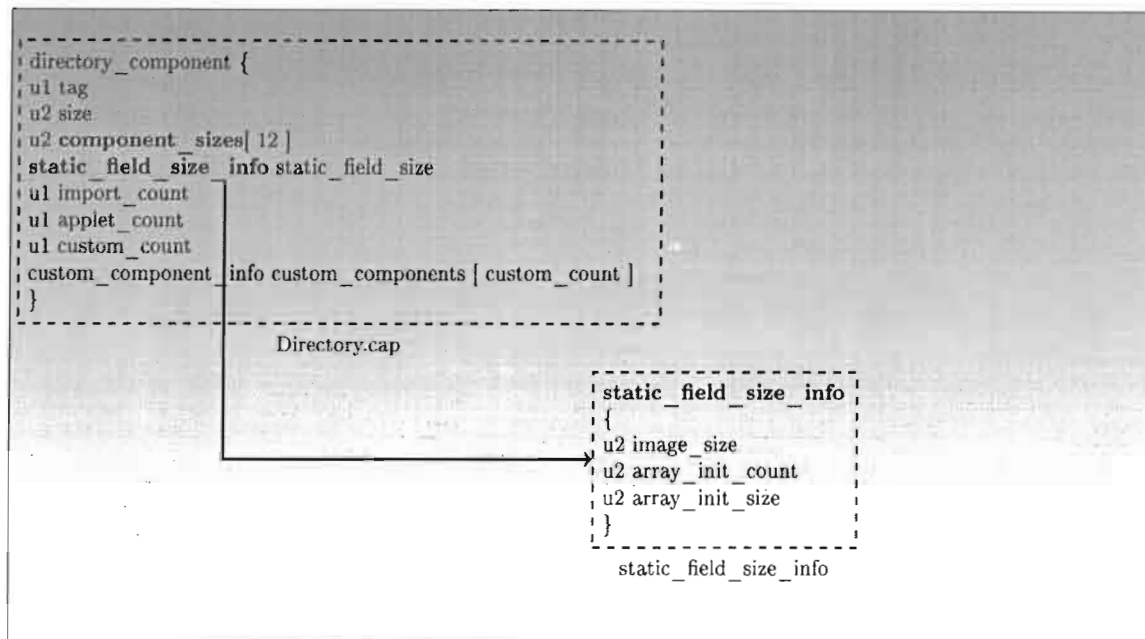 directory_component {
u1 tag
u2 size
u2 component_sizes[ 12 ]
static_field_size_info static_field_size
u1 import_count
u1 applet_count
u1 custom_count
custom_component_info custom_components [ custom_count ]
}
Directory.cap
static_field_size_info
{
u2 image_size
u2 array_init_count
u2 array_init_size
}
static_field_size_info